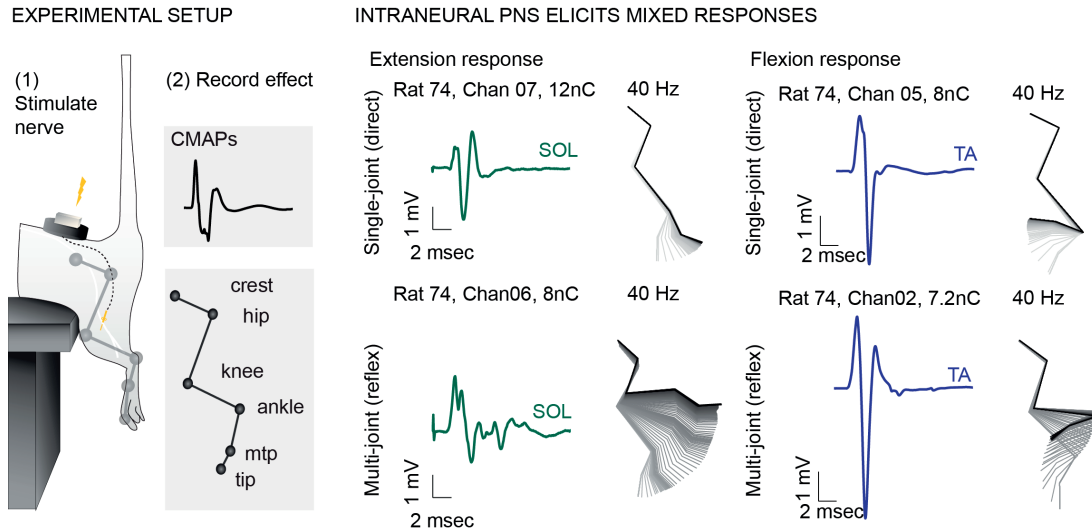 EXPERIMENTAL SETUP
(1)
Stimulate
nerve
(2) Record effect
CMAPs
crest
hip
knee
ankle
mtp
tip
INTRANEURAL PNS ELICITS MIXED RESPONSES
Extension response
Flexion response
Single-joint (direct)
Rat 74, Chan 07, 12nC
40 Hz
SOL
1 mV
2 msec
Single-joint (direct)
Rat 74, Chan 05, 8nC
40 Hz
TA
1 mV
2 msec
Multi-joint (reflex)
Rat 74, Chan06, 8nC
40 Hz
SOL
1 mV
2 msec
Multi-joint (reflex)
Rat 74, Chan02, 7.2nC
40 Hz
TA
1 mV
2 msec